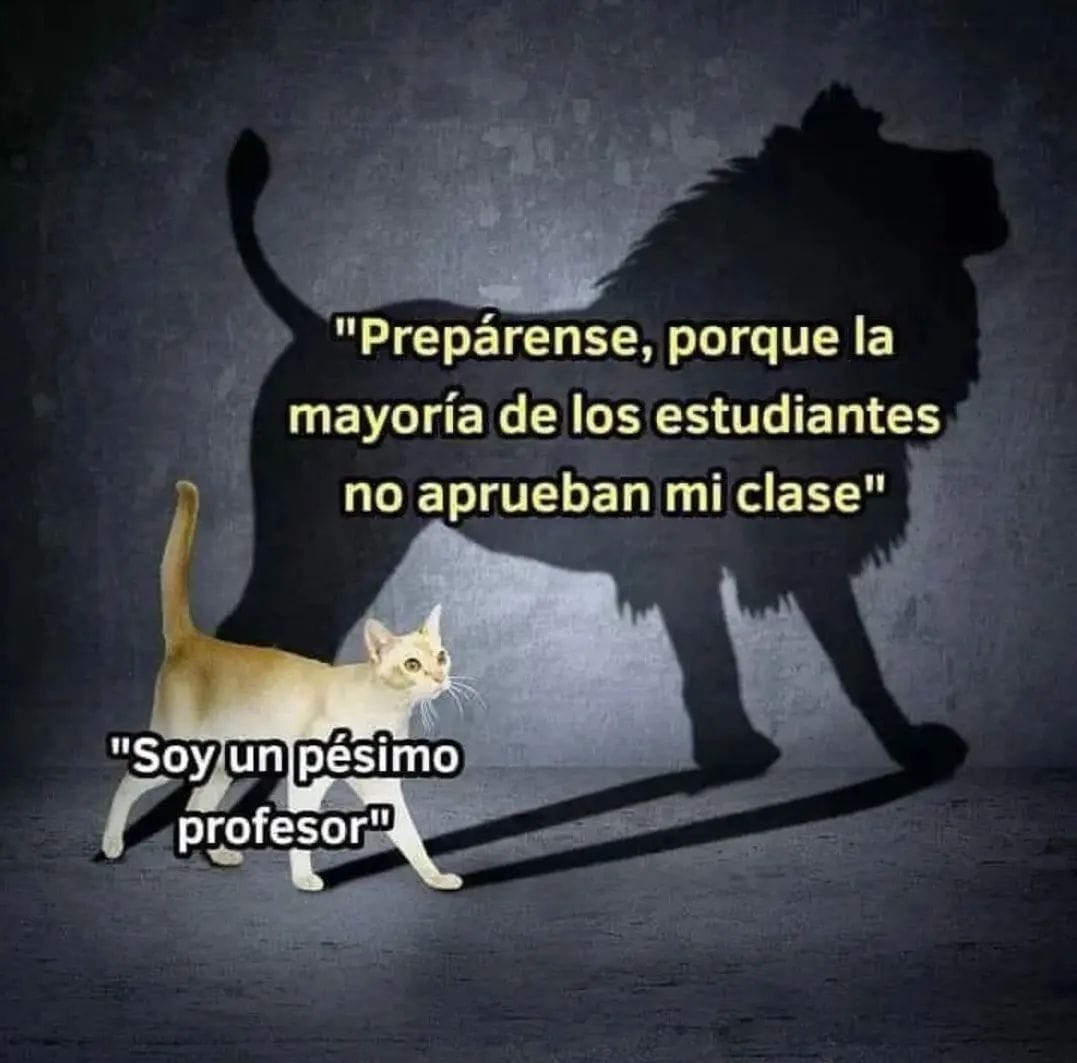 "Prepárense, porque la
mayoría de los estudiantes
no aprueban mi clase"
"Soy un pésimo
profesor"